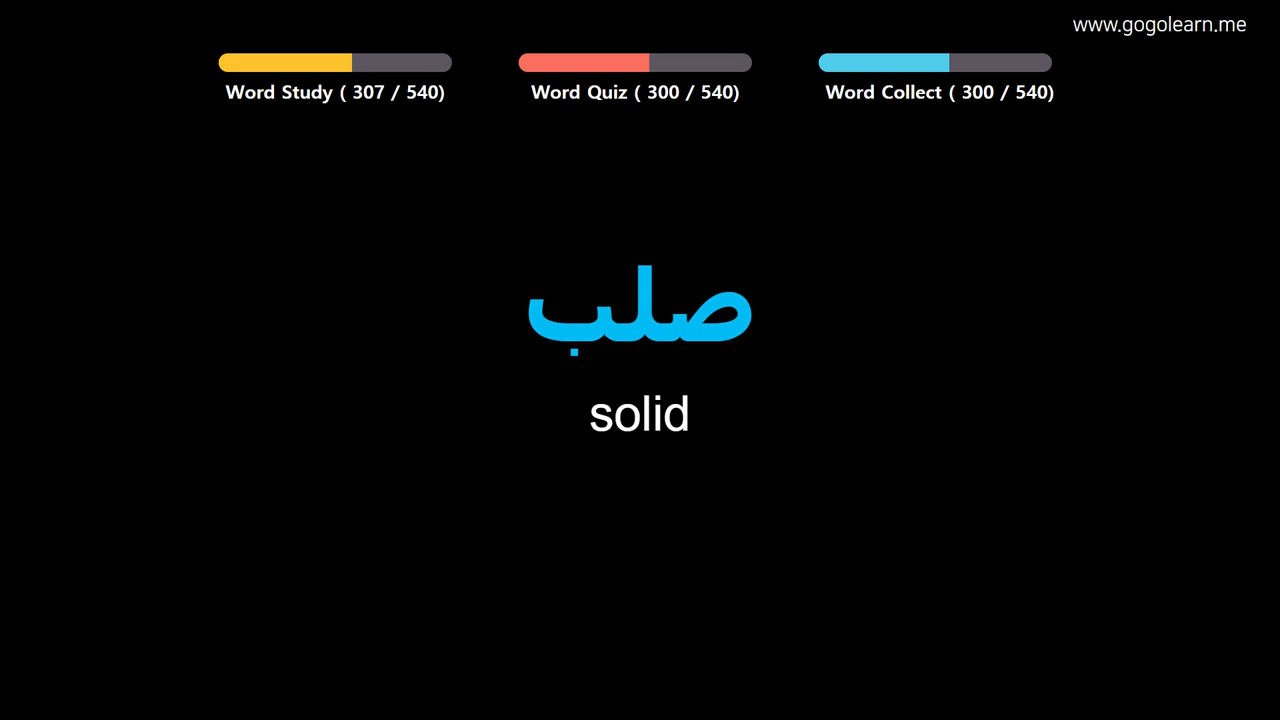 www.gogolearn.me
Word Study ( 307 / 540)
Word Quiz ( 300 / 540)
Word Collect ( 300 / 540)
صلب
solid